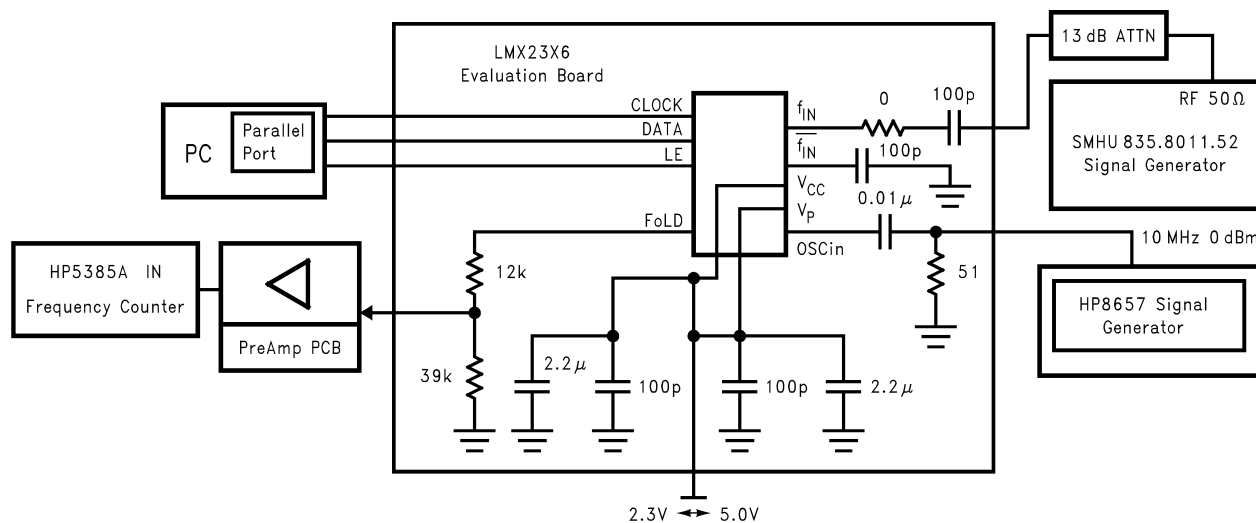 LMX23X6
Evaluation Board
13 dB ATTN
RF 50Ω
SMHU 835.8011.52
Signal Generator
PC
Parallel
Port
CLOCK
DATA
LE
FoLD
f_IN
0
100p
f̅_IN
100p
V_CC
V_P
0.01μ
OSCin
51
10 MHz 0 dBm
HP8657 Signal
Generator
HP5385A IN
Frequency Counter
PreAmp PCB
12k
39k
2.2μ
100p
100p
2.2μ
2.3V ↔ 5.0V